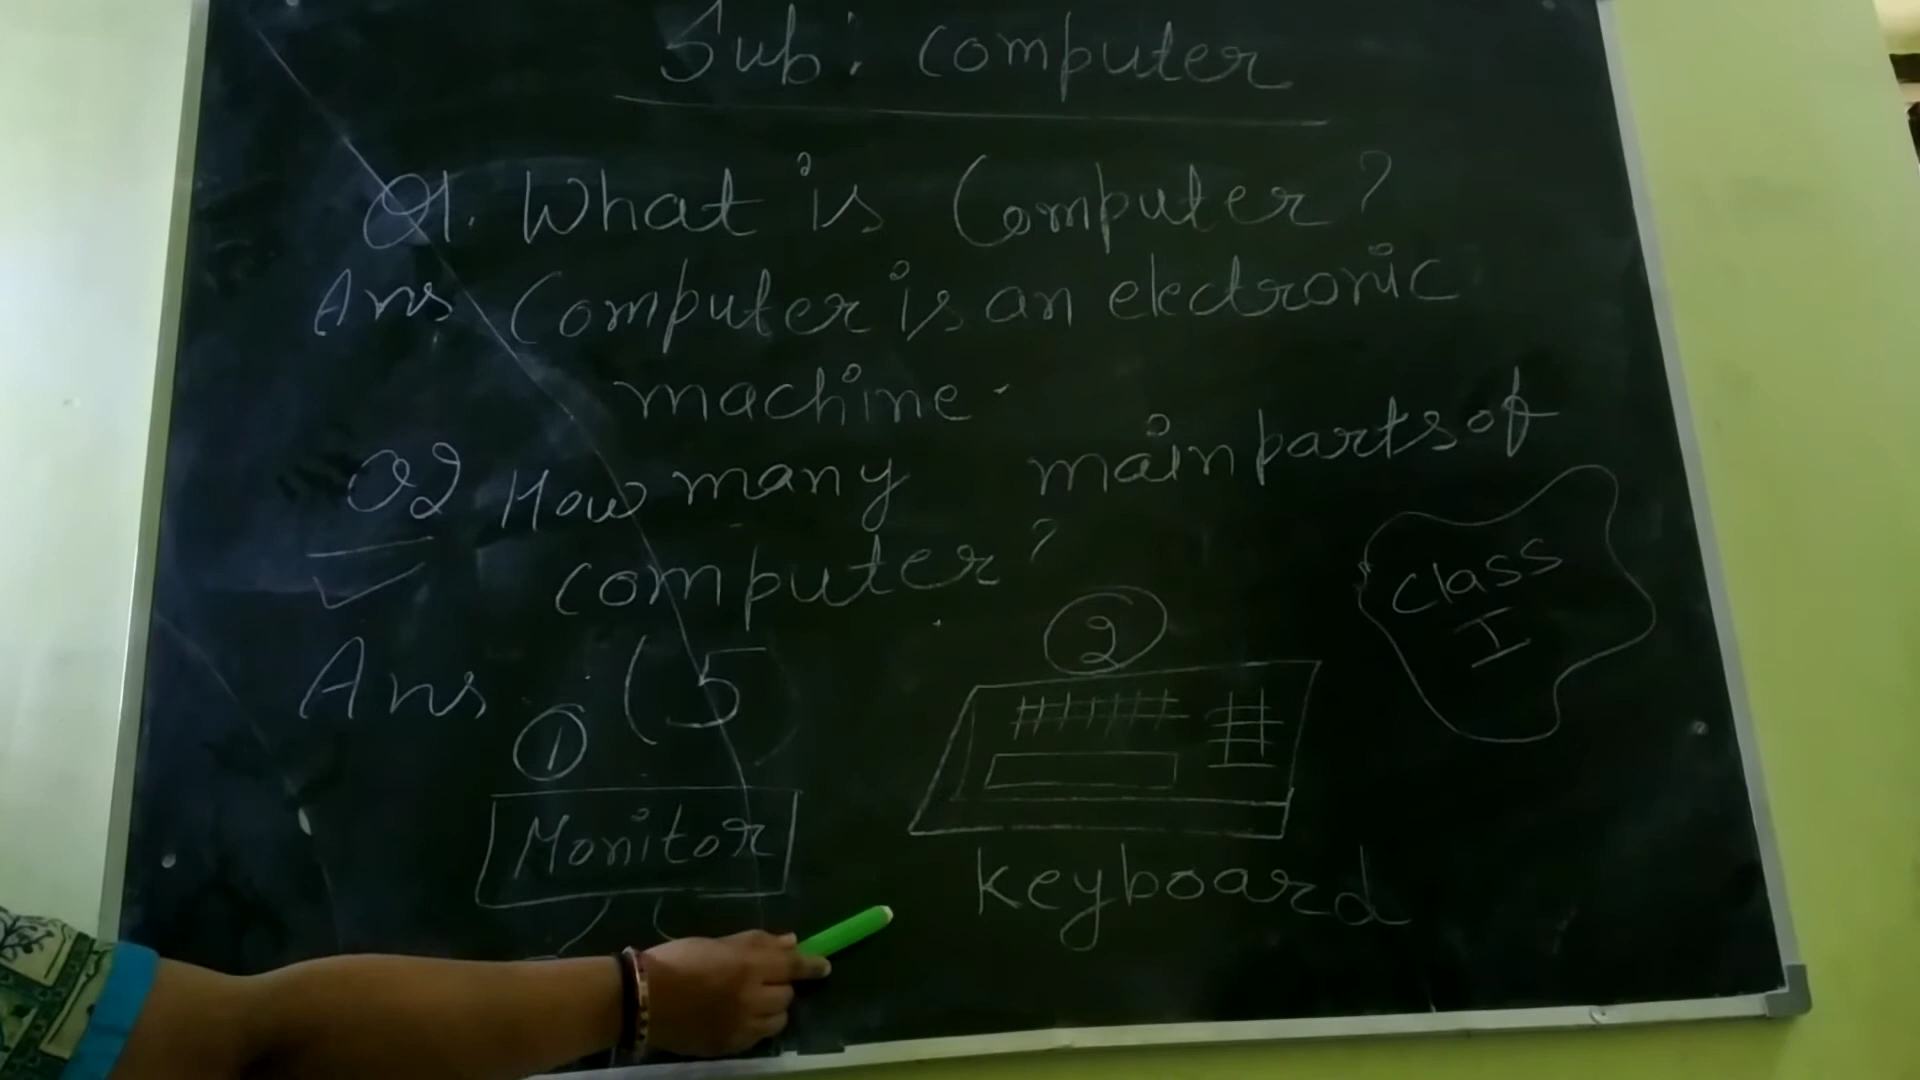 Sub: Computer
Q1. What is Computer?
Ans Computer is an electronic
machine.
Q2 How many main parts of
computer?
Class
I
Ans (5)
1
2
Monitor
keyboard